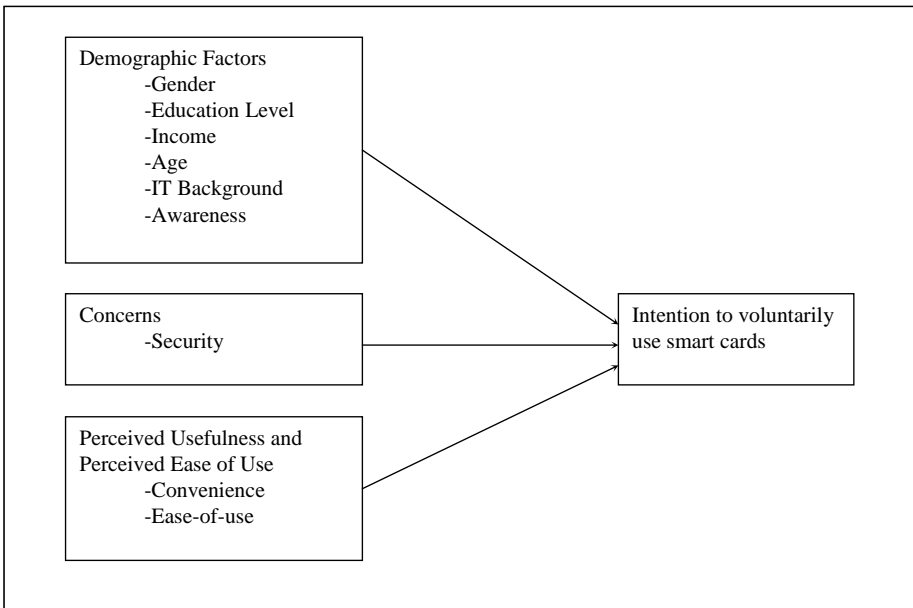 Demographic Factors
-Gender
-Education Level
-Income
-Age
-IT Background
-Awareness
Concerns
-Security
Perceived Usefulness and
Perceived Ease of Use
-Convenience
-Ease-of-use
Intention to voluntarily
use smart cards